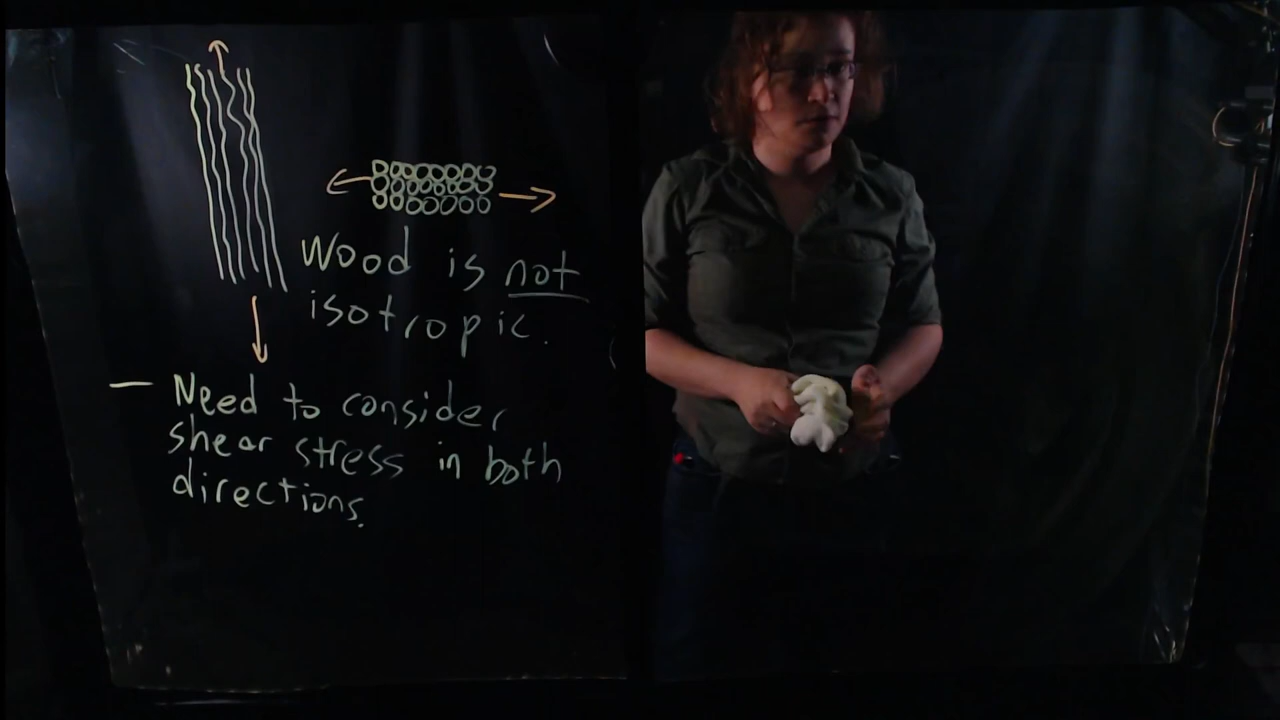 Wood is not
isotropic.
— Need to consider
shear stress in both
directions.